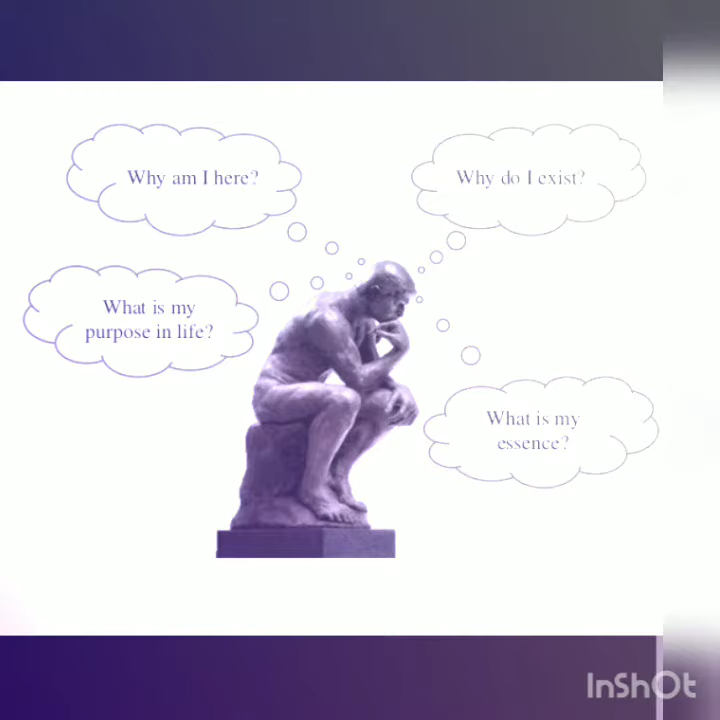 Why am I here?
Why do I exist?
What is my
purpose in life?
What is my
essence?
InShOt